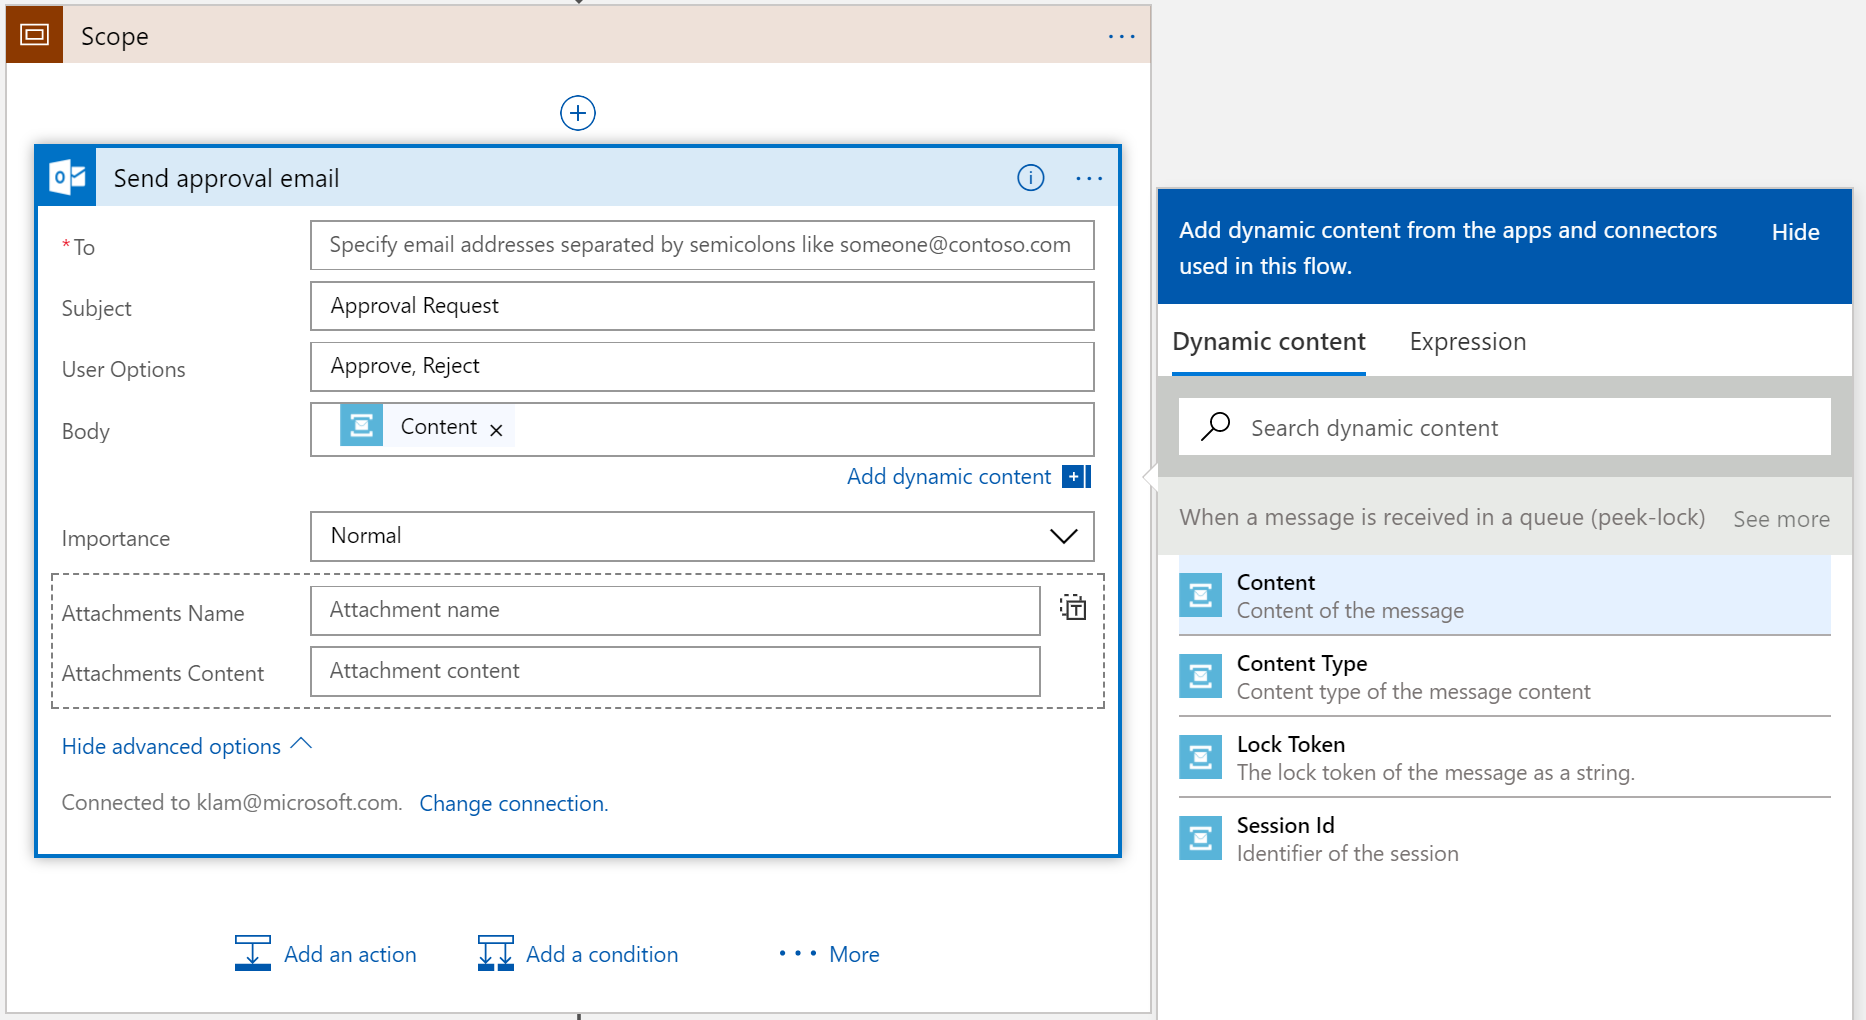 Scope
Send approval email
* To
Specify email addresses separated by semicolons like someone@contoso.com
Subject
Approval Request
User Options
Approve, Reject
Body
Content ×
Add dynamic content
Importance
Normal
Attachments Name
Attachment name
Attachments Content
Attachment content
Hide advanced options
Connected to klam@microsoft.com. Change connection.
Add an action
Add a condition
More
Add dynamic content from the apps and connectors
used in this flow.
Hide
Dynamic content
Expression
Search dynamic content
When a message is received in a queue (peek-lock)
See more
Content
Content of the message
Content Type
Content type of the message content
Lock Token
The lock token of the message as a string.
Session Id
Identifier of the session